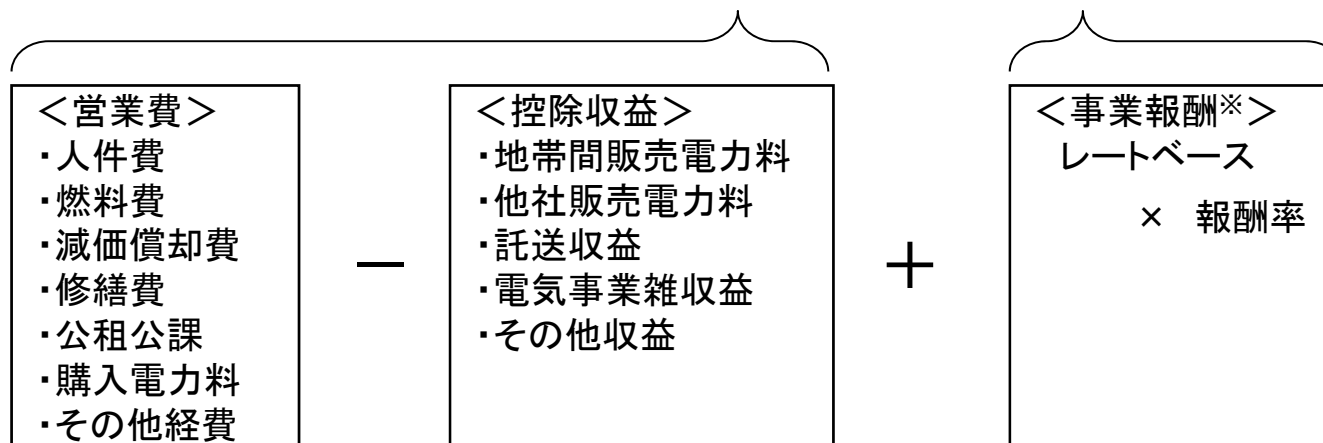 <営業費>
・人件費
・燃料費
・減価償却費
・修繕費
・公租公課
・購入電力料
・その他経費
－
<控除収益>
・地帯間販売電力料
・他社販売電力料
・託送収益
・電気事業雑収益
・その他収益
＋
<事業報酬※>
レートベース
× 報酬率